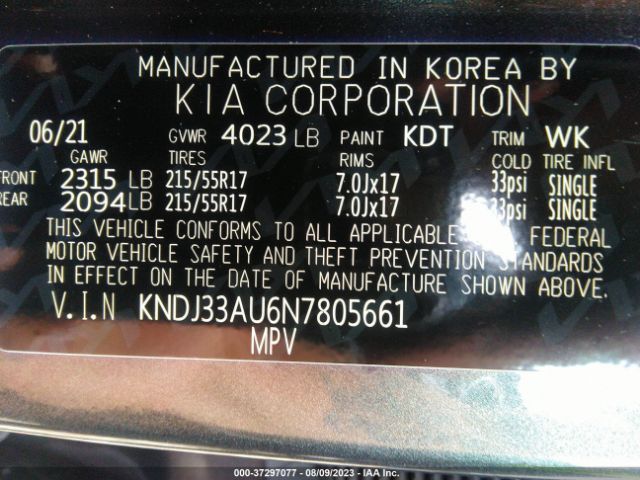 MANUFACTURED IN KOREA BY
KIA CORPORATION
06/21 GVWR 4023 LB PAINT KDT TRIM WK
GAWR TIRES RIMS COLD TIRE INFL
FRONT 2315 LB 215/55R17 7.0Jx17 33psi SINGLE
REAR 2094 LB 215/55R17 7.0Jx17 33psi SINGLE
THIS VEHICLE CONFORMS TO ALL APPLICABLE FEDERAL
MOTOR VEHICLE SAFETY AND THEFT PREVENTION STANDARDS
IN EFFECT ON THE DATE OF MANUFACTURE SHOWN ABOVE.
V.I.N KNDJ33AU6N7805661
MPV
000-37297077 - 08/09/2023 - IAA Inc.